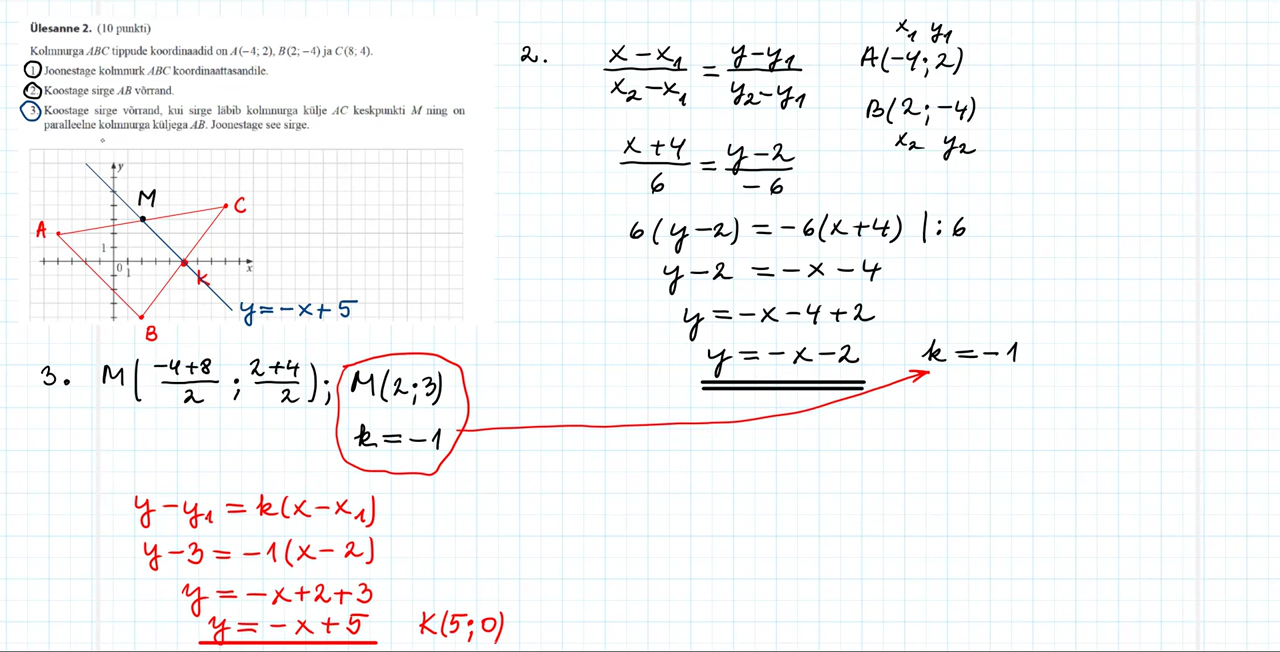 Ülesanne 2. (10 punkti)
Kolmnurga ABC tippude koordinaadid on A(−4; 2), B(2; −4) ja C(8; 4).
1 Joonestage kolmnurk ABC koordinaattasandile.
2 Koostage sirge AB võrrand.
3 Koostage sirge võrrand, kui sirge läbib kolmnurga külje AC keskpunkti M ning on
paralleelne kolmnurga küljega AB. Joonestage see sirge.
y
M
C
A
1
0 1
x
K
y=−x+5
B
2.
(x−x₁)/(x₂−x₁) = (y−y₁)/(y₂−y₁)
x₁ y₁
A(−4; 2)
B(2; −4)
x₂ y₂
(x+4)/6 = (y−2)/−6
6(y−2) = −6(x+4) |:6
y−2 = −x−4
y = −x−4+2
y = −x−2
k = −1
3. M((−4+8)/2 ; (2+4)/2); M(2;3)
k = −1
y−y₁ = k(x−x₁)
y−3 = −1(x−2)
y = −x+2+3
y = −x+5
K(5; 0)